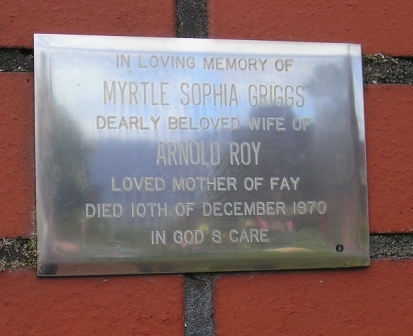 IN LOVING MEMORY OF
MYRTLE SOPHIA GRIGGS
DEARLY BELOVED WIFE OF
ARNOLD ROY
LOVED MOTHER OF FAY
DIED 10TH. OF DECEMBER 1970
IN GOD'S CARE